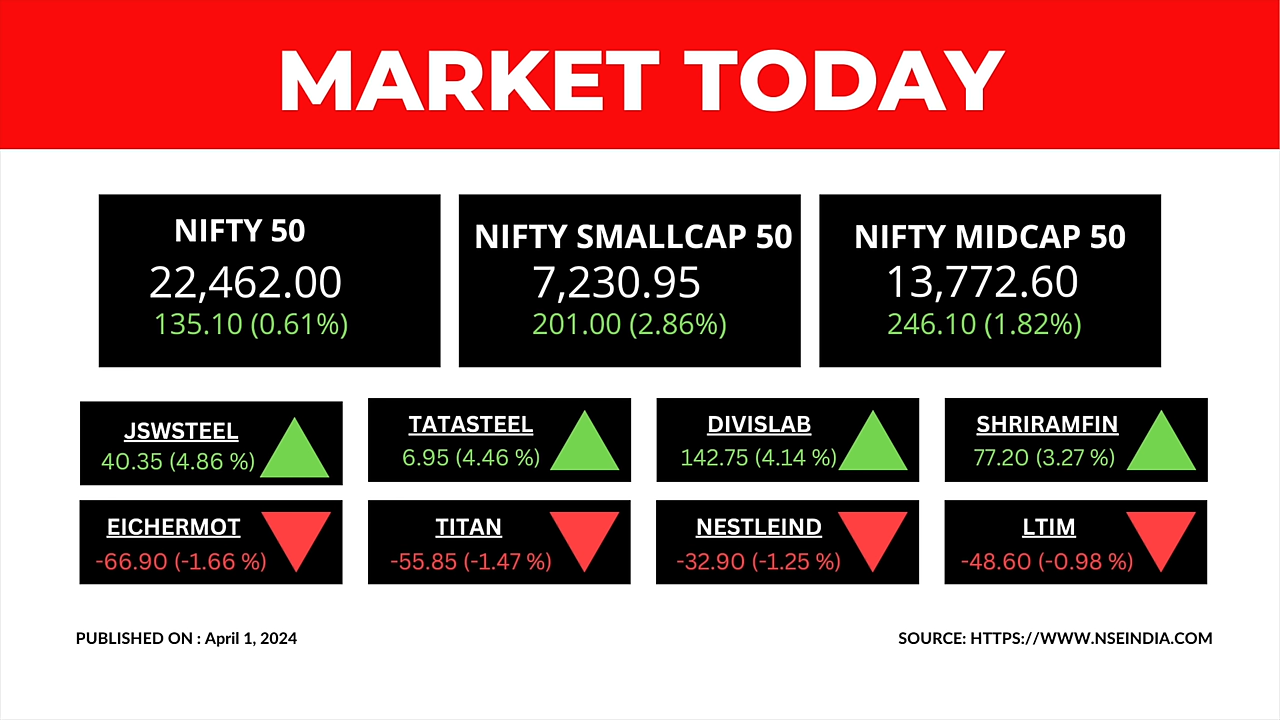 MARKET TODAY
NIFTY 50
22,462.00
135.10 (0.61%)
NIFTY SMALLCAP 50
7,230.95
201.00 (2.86%)
NIFTY MIDCAP 50
13,772.60
246.10 (1.82%)
JSWSTEEL
40.35 (4.86 %)
TATASTEEL
6.95 (4.46 %)
DIVISLAB
142.75 (4.14 %)
SHRIRAMFIN
77.20 (3.27 %)
EICHERMOT
-66.90 (-1.66 %)
TITAN
-55.85 (-1.47 %)
NESTLEIND
-32.90 (-1.25 %)
LTIM
-48.60 (-0.98 %)
PUBLISHED ON : April 1, 2024
SOURCE: HTTPS://WWW.NSEINDIA.COM